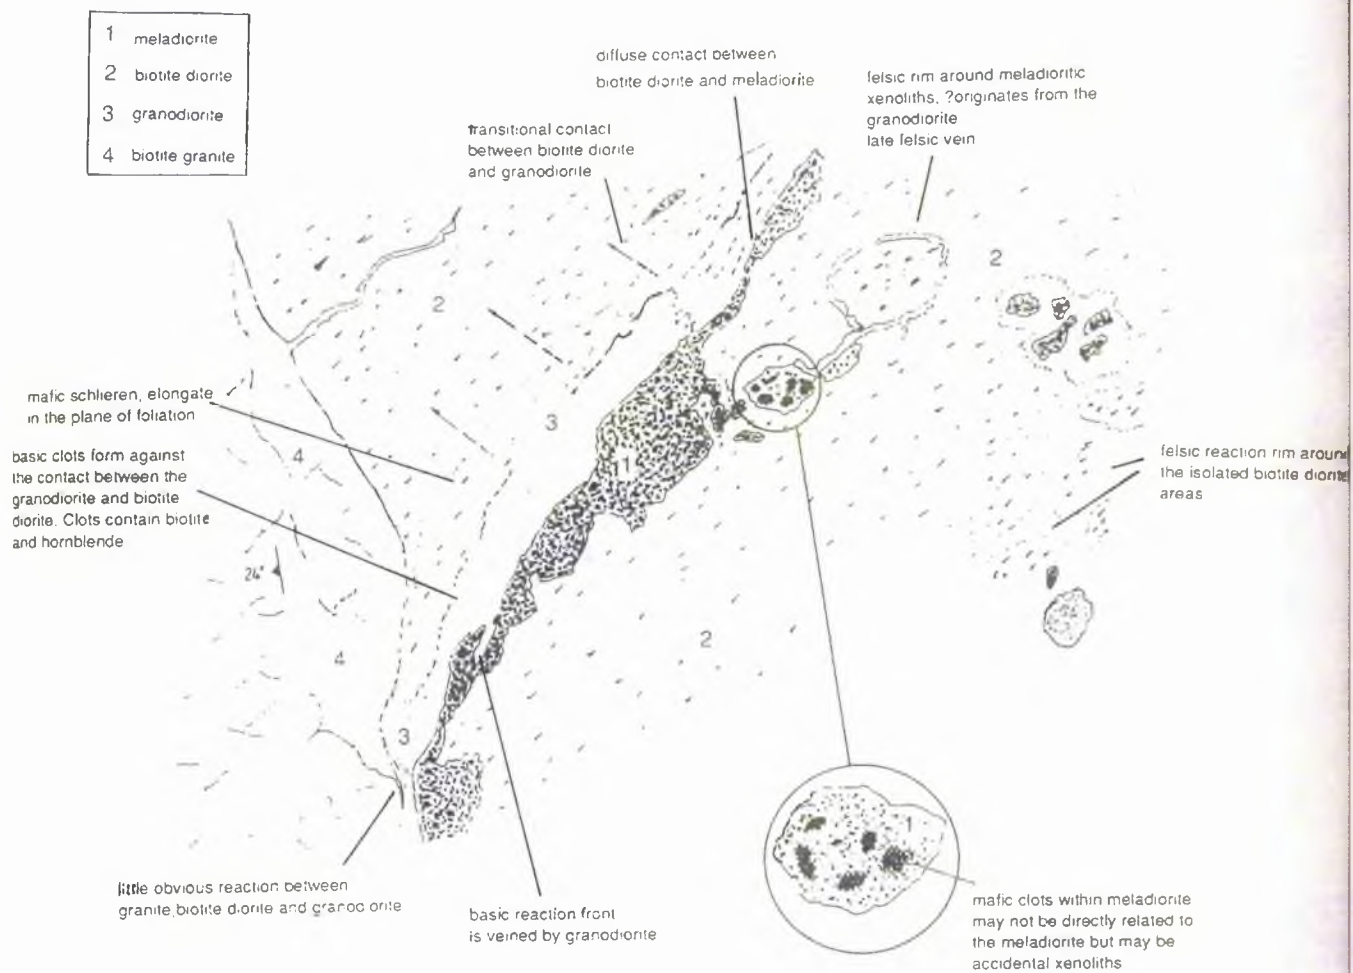 1 meladiorite
2 biotite diorite
3 granodiorite
4 biotite granite
diffuse contact between
biotite diorite and meladiorite
felsic rim around meladioritic
xenoliths, ?originates from the
granodiorite
late felsic vein
transitional contact
between biotite diorite
and granodiorite
2
2
mafic schlieren, elongate
in the plane of foliation
3
4
1
basic clots form against
the contact between the
granodiorite and biotite
diorite. Clots contain biotite
and hornblende
felsic reaction rim around
the isolated biotite diorite
areas
24°
2
4
3
1
little obvious reaction between
granite, biotite diorite and granodiorite
basic reaction front
is veined by granodiorite
mafic clots within meladiorite
may not be directly related to
the meladiorite but may be
accidental xenoliths